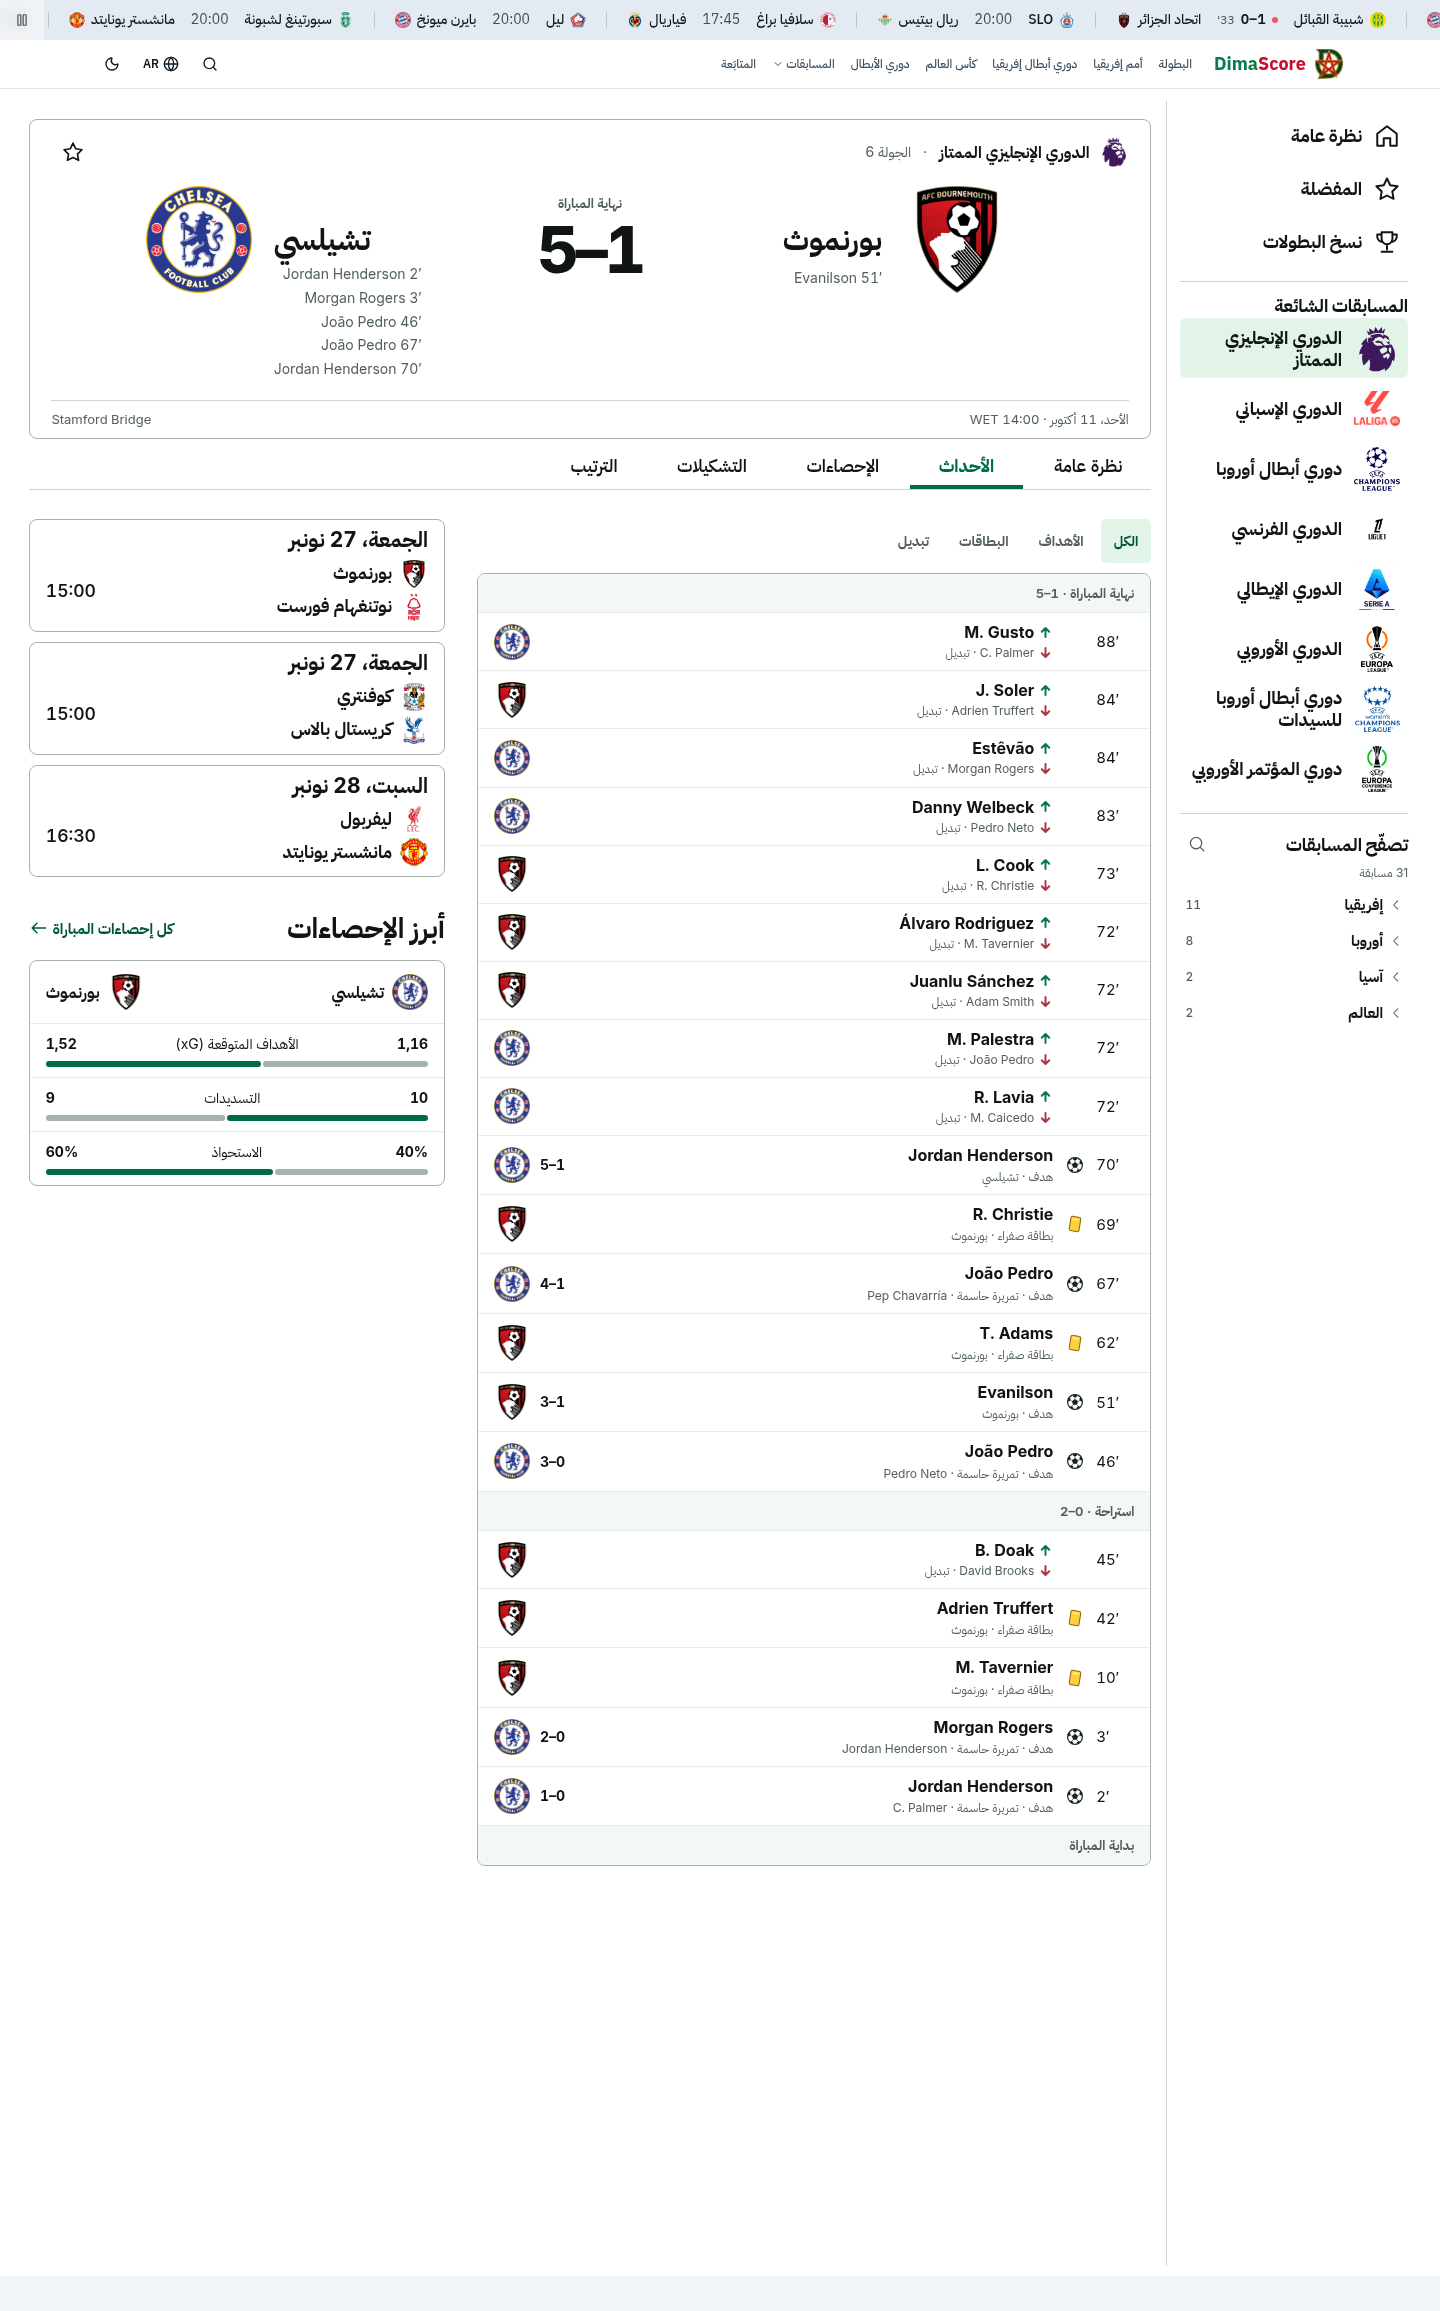 شبيبة القبائل
1–0
33'
اتحاد الجزائر
SLO
20:00
ريال بيتيس
سلافيا براغ
17:45
فياريال
ليل
20:00
بايرن ميونخ
سبورتينغ لشبونة
20:00
مانشستر يونايتد
DimaScore
البطولة
أمم إفريقيا
دوري أبطال إفريقيا
كأس العالم
دوري الأبطال
المسابقات
المتابعة
AR
نظرة عامة
المفضلة
نسخ البطولات
المسابقات الشائعة
الدوري الإنجليزي الممتاز
الدوري الإسباني
دوري أبطال أوروبا
الدوري الفرنسي
الدوري الإيطالي
الدوري الأوروبي
دوري أبطال أوروبا للسيدات
دوري المؤتمر الأوروبي
تصفّح المسابقات
31 مسابقة
إفريقيا 11
أوروبا 8
آسيا 2
العالم 2
الدوري الإنجليزي الممتاز · الجولة 6
بورنموث
Evanilson 51′
نهاية المباراة
5–1
تشيلسي
Jordan Henderson 2′
Morgan Rogers 3′
João Pedro 46′
João Pedro 67′
Jordan Henderson 70′
الأحد، 11 أكتوبر · 14:00 WET
Stamford Bridge
نظرة عامة
الأحداث
الإحصاءات
التشكيلات
الترتيب
الكل
الأهداف
البطاقات
تبديل
نهاية المباراة · 1–5
88′
M. Gusto
C. Palmer · تبديل
84′
J. Soler
Adrien Truffert · تبديل
84′
Estêvão
Morgan Rogers · تبديل
83′
Danny Welbeck
Pedro Neto · تبديل
73′
L. Cook
R. Christie · تبديل
72′
Álvaro Rodriguez
M. Tavernier · تبديل
72′
Juanlu Sánchez
Adam Smith · تبديل
72′
M. Palestra
João Pedro · تبديل
72′
R. Lavia
M. Caicedo · تبديل
70′
Jordan Henderson
هدف · تشيلسي
5–1
69′
R. Christie
بطاقة صفراء · بورنموث
67′
João Pedro
هدف · تمريرة حاسمة · Pep Chavarría
4–1
62′
T. Adams
بطاقة صفراء · بورنموث
51′
Evanilson
هدف · بورنموث
3–1
46′
João Pedro
هدف · تمريرة حاسمة · Pedro Neto
3–0
استراحة · 0–2
45′
B. Doak
David Brooks · تبديل
42′
Adrien Truffert
بطاقة صفراء · بورنموث
10′
M. Tavernier
بطاقة صفراء · بورنموث
3′
Morgan Rogers
هدف · تمريرة حاسمة · Jordan Henderson
2–0
2′
Jordan Henderson
هدف · تمريرة حاسمة · C. Palmer
1–0
بداية المباراة
الجمعة، 27 نونبر
بورنموث
نوتنغهام فورست
15:00
الجمعة، 27 نونبر
كوفنتري
كريستال بالاس
15:00
السبت، 28 نونبر
ليفربول
مانشستر يونايتد
16:30
أبرز الإحصاءات
كل إحصاءات المباراة
تشيلسي
بورنموث
1,16 الأهداف المتوقعة (xG) 1,52
10 التسديدات 9
40% الاستحواذ 60%